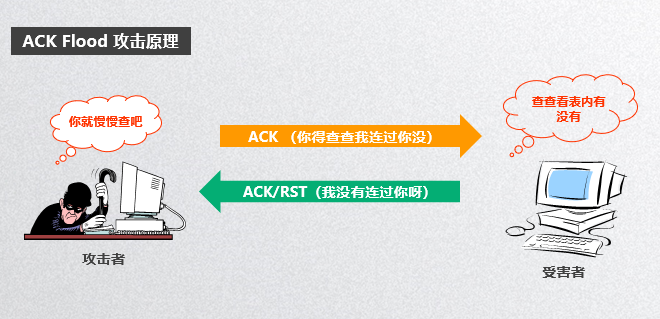 ACK Flood 攻击原理
你就慢慢查吧
查查看表内有
没有
ACK （你得查查我连过你没）
ACK/RST（我没有连过你呀）
攻击者
受害者